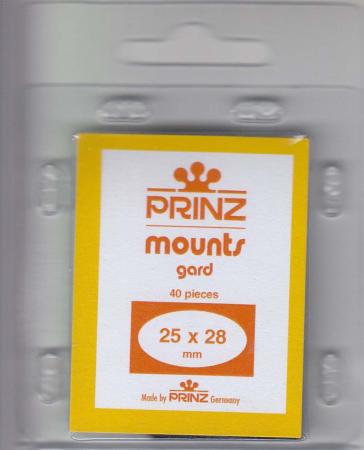 PRINZ
mounts
gard
40 pieces
25 x 28
mm
Made by PRINZ Germany